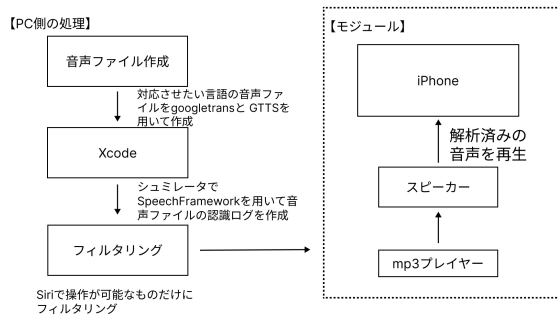 【PC側の処理】
音声ファイル作成
対応させたい言語の音声ファ
イルをgoogletransと GTTSを
用いて作成
Xcode
シュミレータで
SpeechFrameworkを用いて音
声ファイルの認識ログを作成
フィルタリング
Siriで操作が可能なものだけに
フィルタリング
【モジュール】
iPhone
解析済みの
音声を再生
スピーカー
mp3プレイヤー